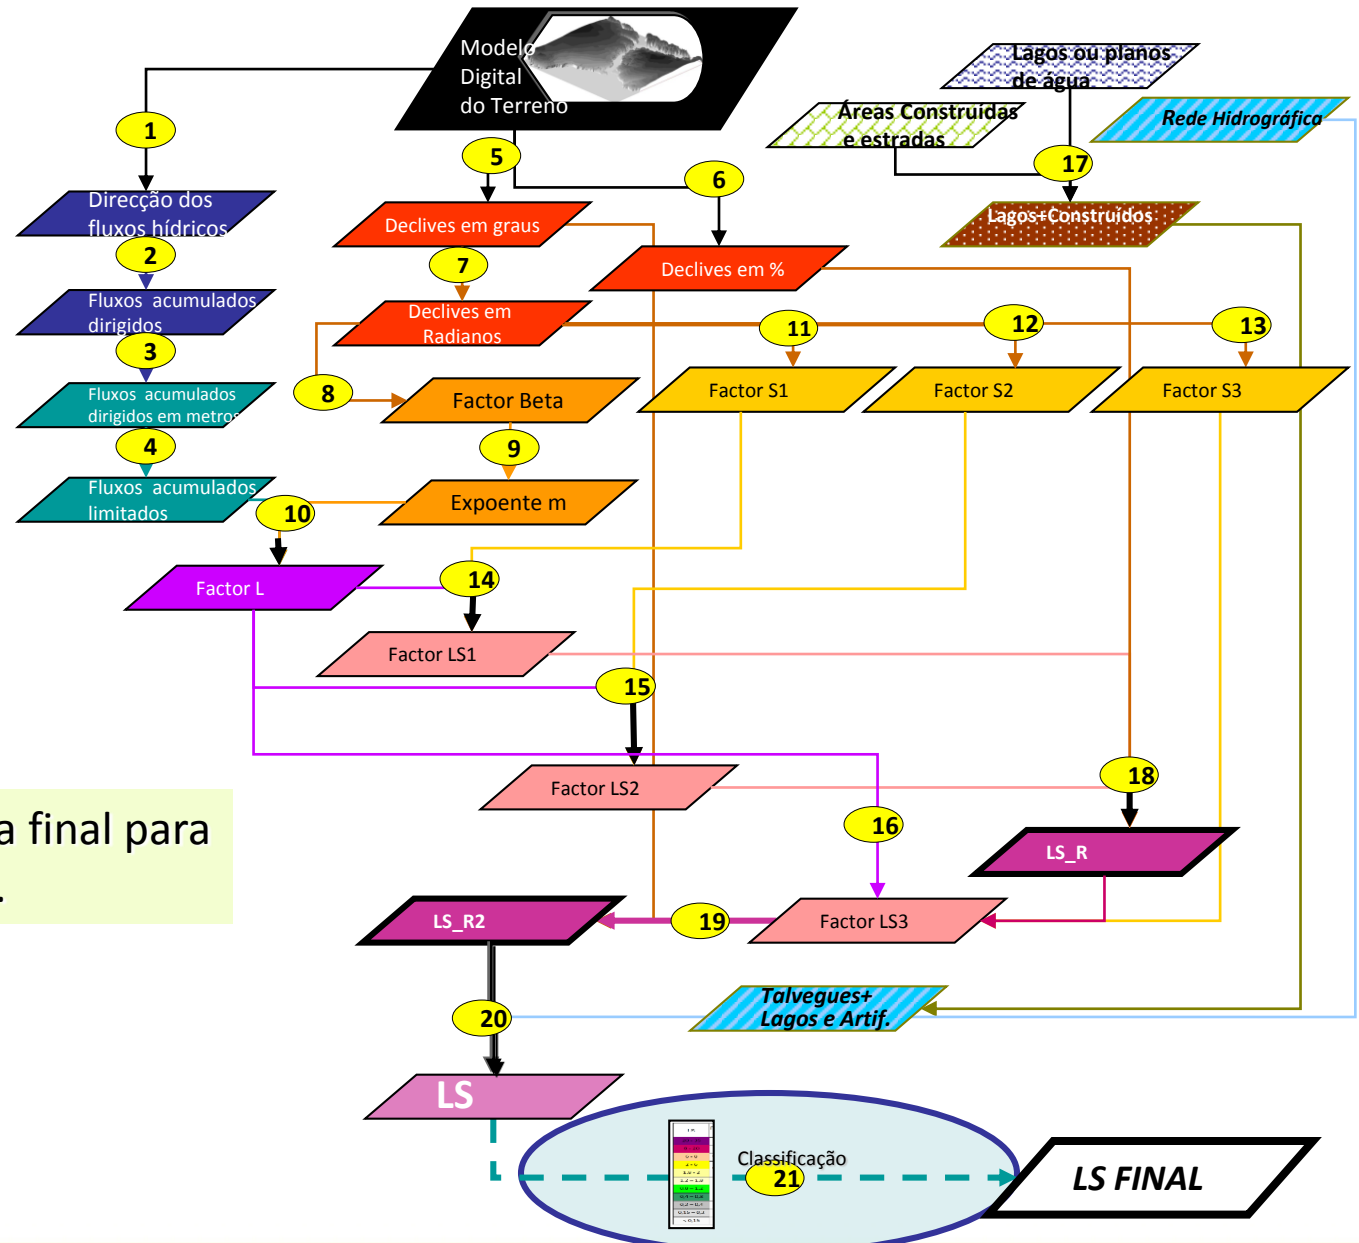 Modelo
Digital
do Terreno
Lagos ou planos
de água
Áreas Construídas
e estradas
Rede Hidrográfica
1
5
6
17
Direcção dos
fluxos hídricos
Declives em graus
Lagos+Construídos
2
7
Declives em %
Fluxos acumulados
dirigidos
Declives em
Radianos
11
12
13
3
8
Fluxos acumulados
dirigidos em metros
Factor Beta
Factor S1
Factor S2
Factor S3
4
9
Fluxos acumulados
limitados
Expoente m
10
Factor L
14
Factor LS1
15
Factor LS2
18
a final para
.
16
LS_R
LS_R2
19
Factor LS3
Talvegues+
Lagos e Artif.
20
LS
Classificação
21
LS FINAL